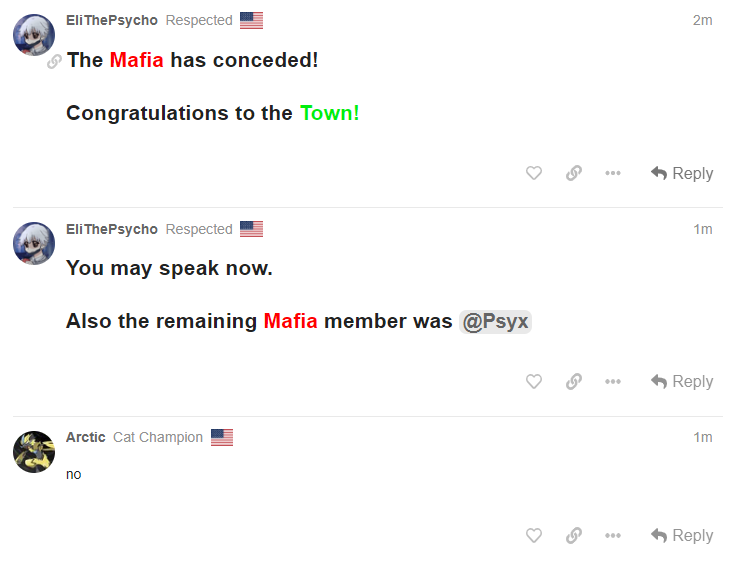 EliThePsycho Respected 2m
The Mafia has conceded!
Congratulations to the Town!
Reply
EliThePsycho Respected 1m
You may speak now.
Also the remaining Mafia member was @Psyx
Reply
Arctic Cat Champion 1m
no
Reply